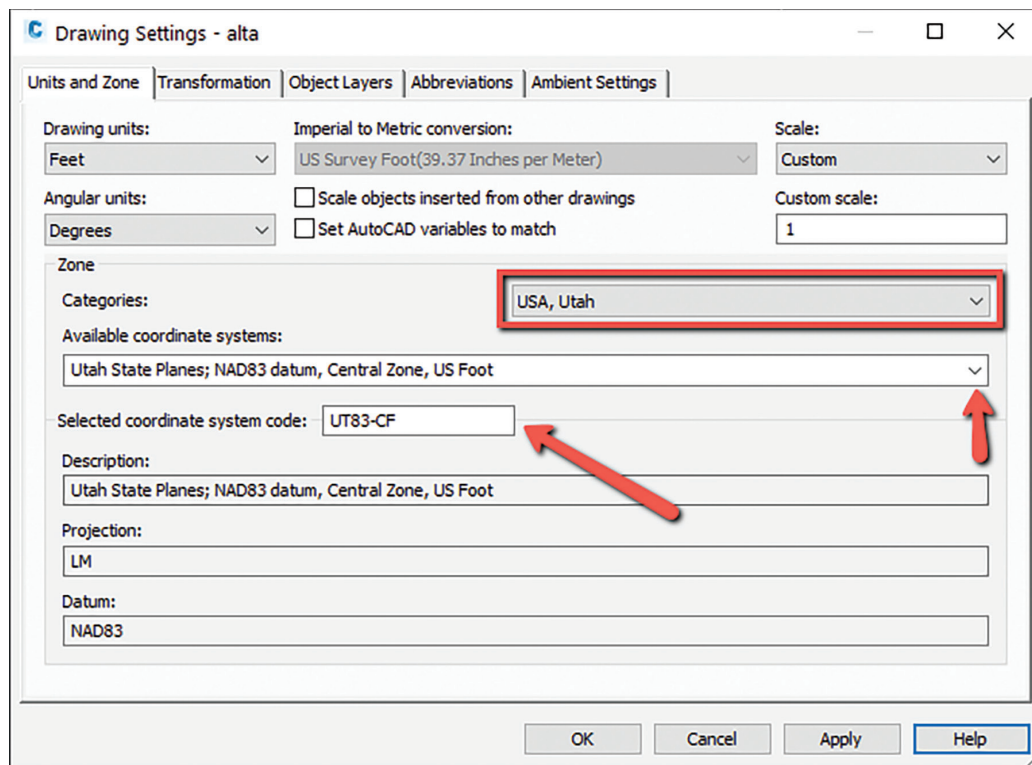 Drawing Settings - alta
Units and Zone Transformation Object Layers Abbreviations Ambient Settings
Drawing units: Imperial to Metric conversion: Scale:
Feet US Survey Foot(39.37 Inches per Meter) Custom
Angular units: Scale objects inserted from other drawings Custom scale:
Degrees Set AutoCAD variables to match 1
Zone
Categories: USA, Utah
Available coordinate systems:
Utah State Planes; NAD83 datum, Central Zone, US Foot
Selected coordinate system code: UT83-CF
Description:
Utah State Planes; NAD83 datum, Central Zone, US Foot
Projection:
LM
Datum:
NAD83
OK Cancel Apply Help